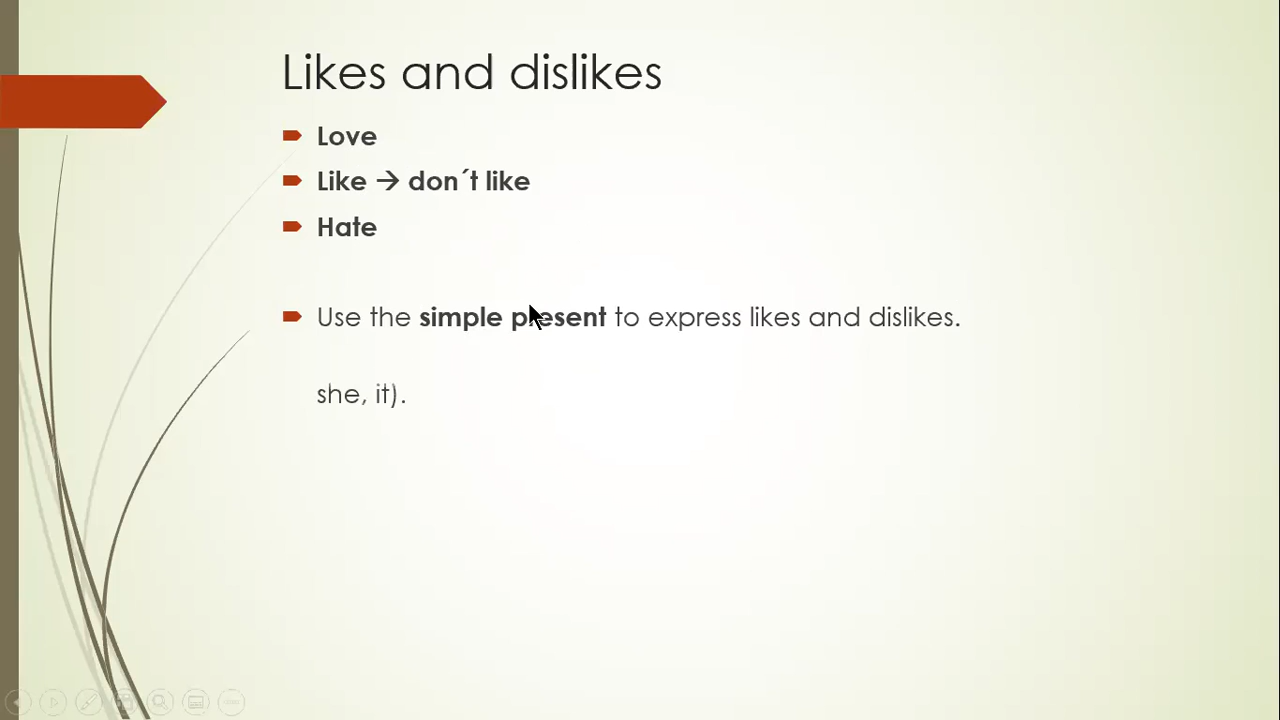 Likes and dislikes
Love
Like → don´t like
Hate
Use the simple present to express likes and dislikes.
she, it).